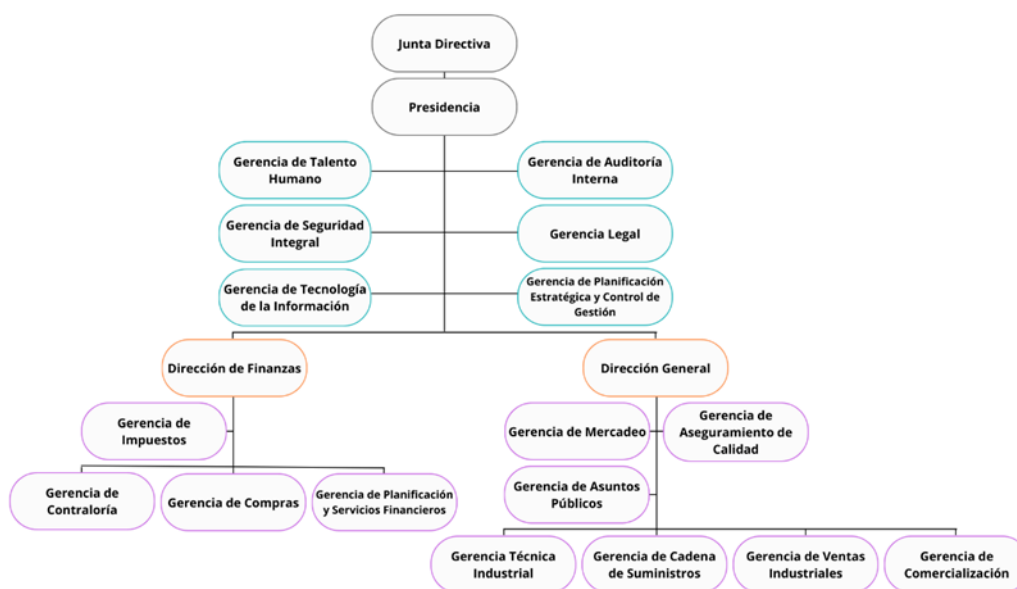 Junta Directiva
Presidencia
Gerencia de Talento
Humano
Gerencia de Auditoría
Interna
Gerencia de Seguridad
Integral
Gerencia Legal
Gerencia de Tecnología
de la Información
Gerencia de Planificación
Estratégica y Control de
Gestión
Dirección de Finanzas
Dirección General
Gerencia de
Impuestos
Gerencia de Mercadeo
Gerencia de
Aseguramiento de
Calidad
Gerencia de
Contraloría
Gerencia de Compras
Gerencia de Planificación
y Servicios Financieros
Gerencia de Asuntos
Públicos
Gerencia Técnica
Industrial
Gerencia de Cadena
de Suministros
Gerencia de Ventas
Industriales
Gerencia de
Comercialización